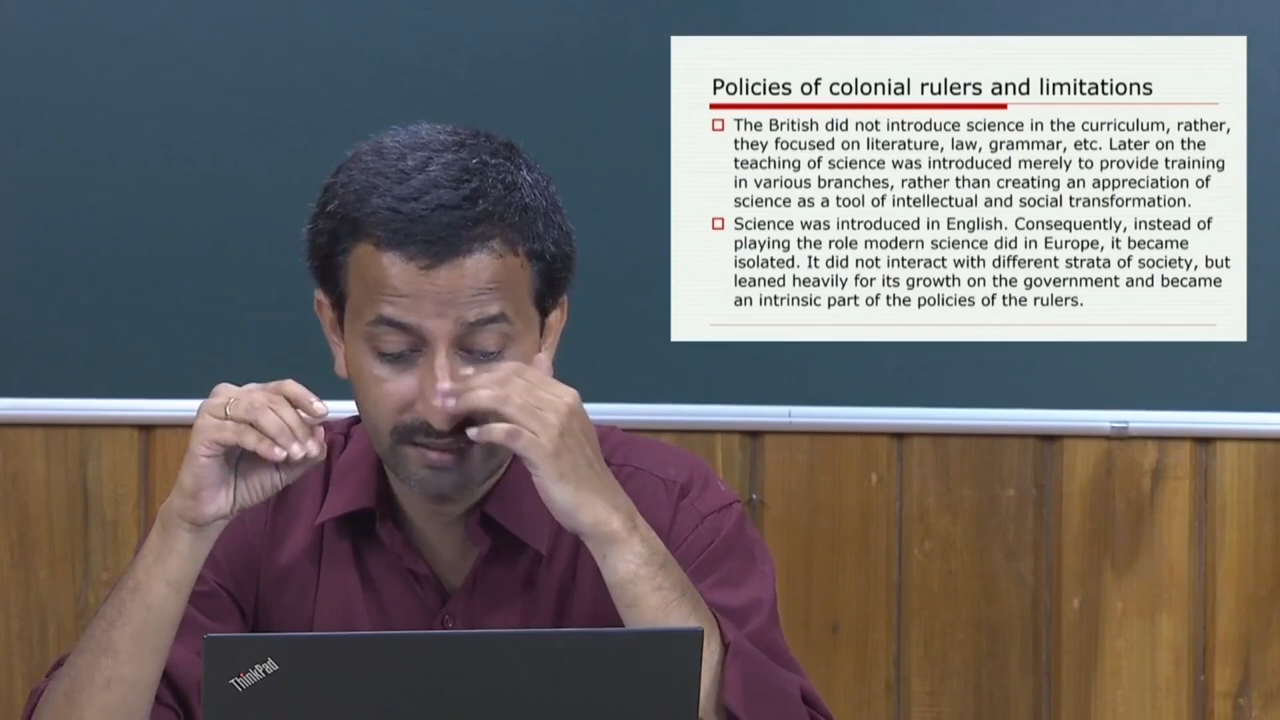 Policies of colonial rulers and limitations
The British did not introduce science in the curriculum, rather,
they focused on literature, law, grammar, etc. Later on the
teaching of science was introduced merely to provide training
in various branches, rather than creating an appreciation of
science as a tool of intellectual and social transformation.
Science was introduced in English. Consequently, instead of
playing the role modern science did in Europe, it became
isolated. It did not interact with different strata of society, but
leaned heavily for its growth on the government and became
an intrinsic part of the policies of the rulers.
ThinkPad